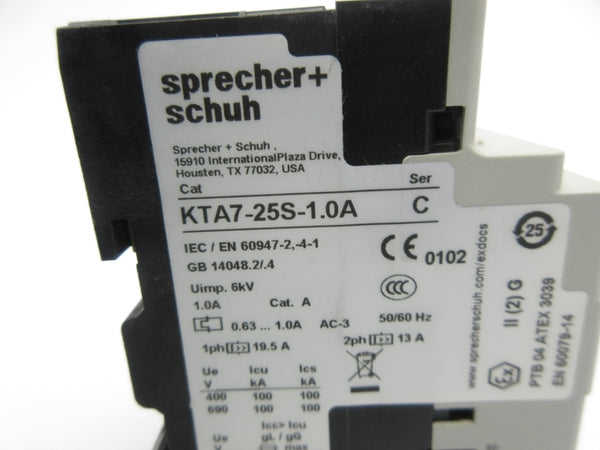 sprecher+
schuh
Sprecher + Schuh ,
15910 InternationalPlaza Drive,
Housten, TX 77032, USA
Cat Ser
KTA7-25S-1.0A C
IEC / EN 60947-2,-4-1
GB 14048.2/.4
CE 0102
Uimp. 6kV
CCC
1.0A Cat. A
0.63 ... 1.0A AC-3 50/60 Hz
1ph 19.5 A 2ph 13 A
Ue Icu Ics
V kA kA
400 100 100
690 100 100
Icc> Icu
Ue gL / gG
V max
25
www.sprecherschuh.com/exdocs
Ex II (2) G
PTB 04 ATEX 3039
EN 60079-14